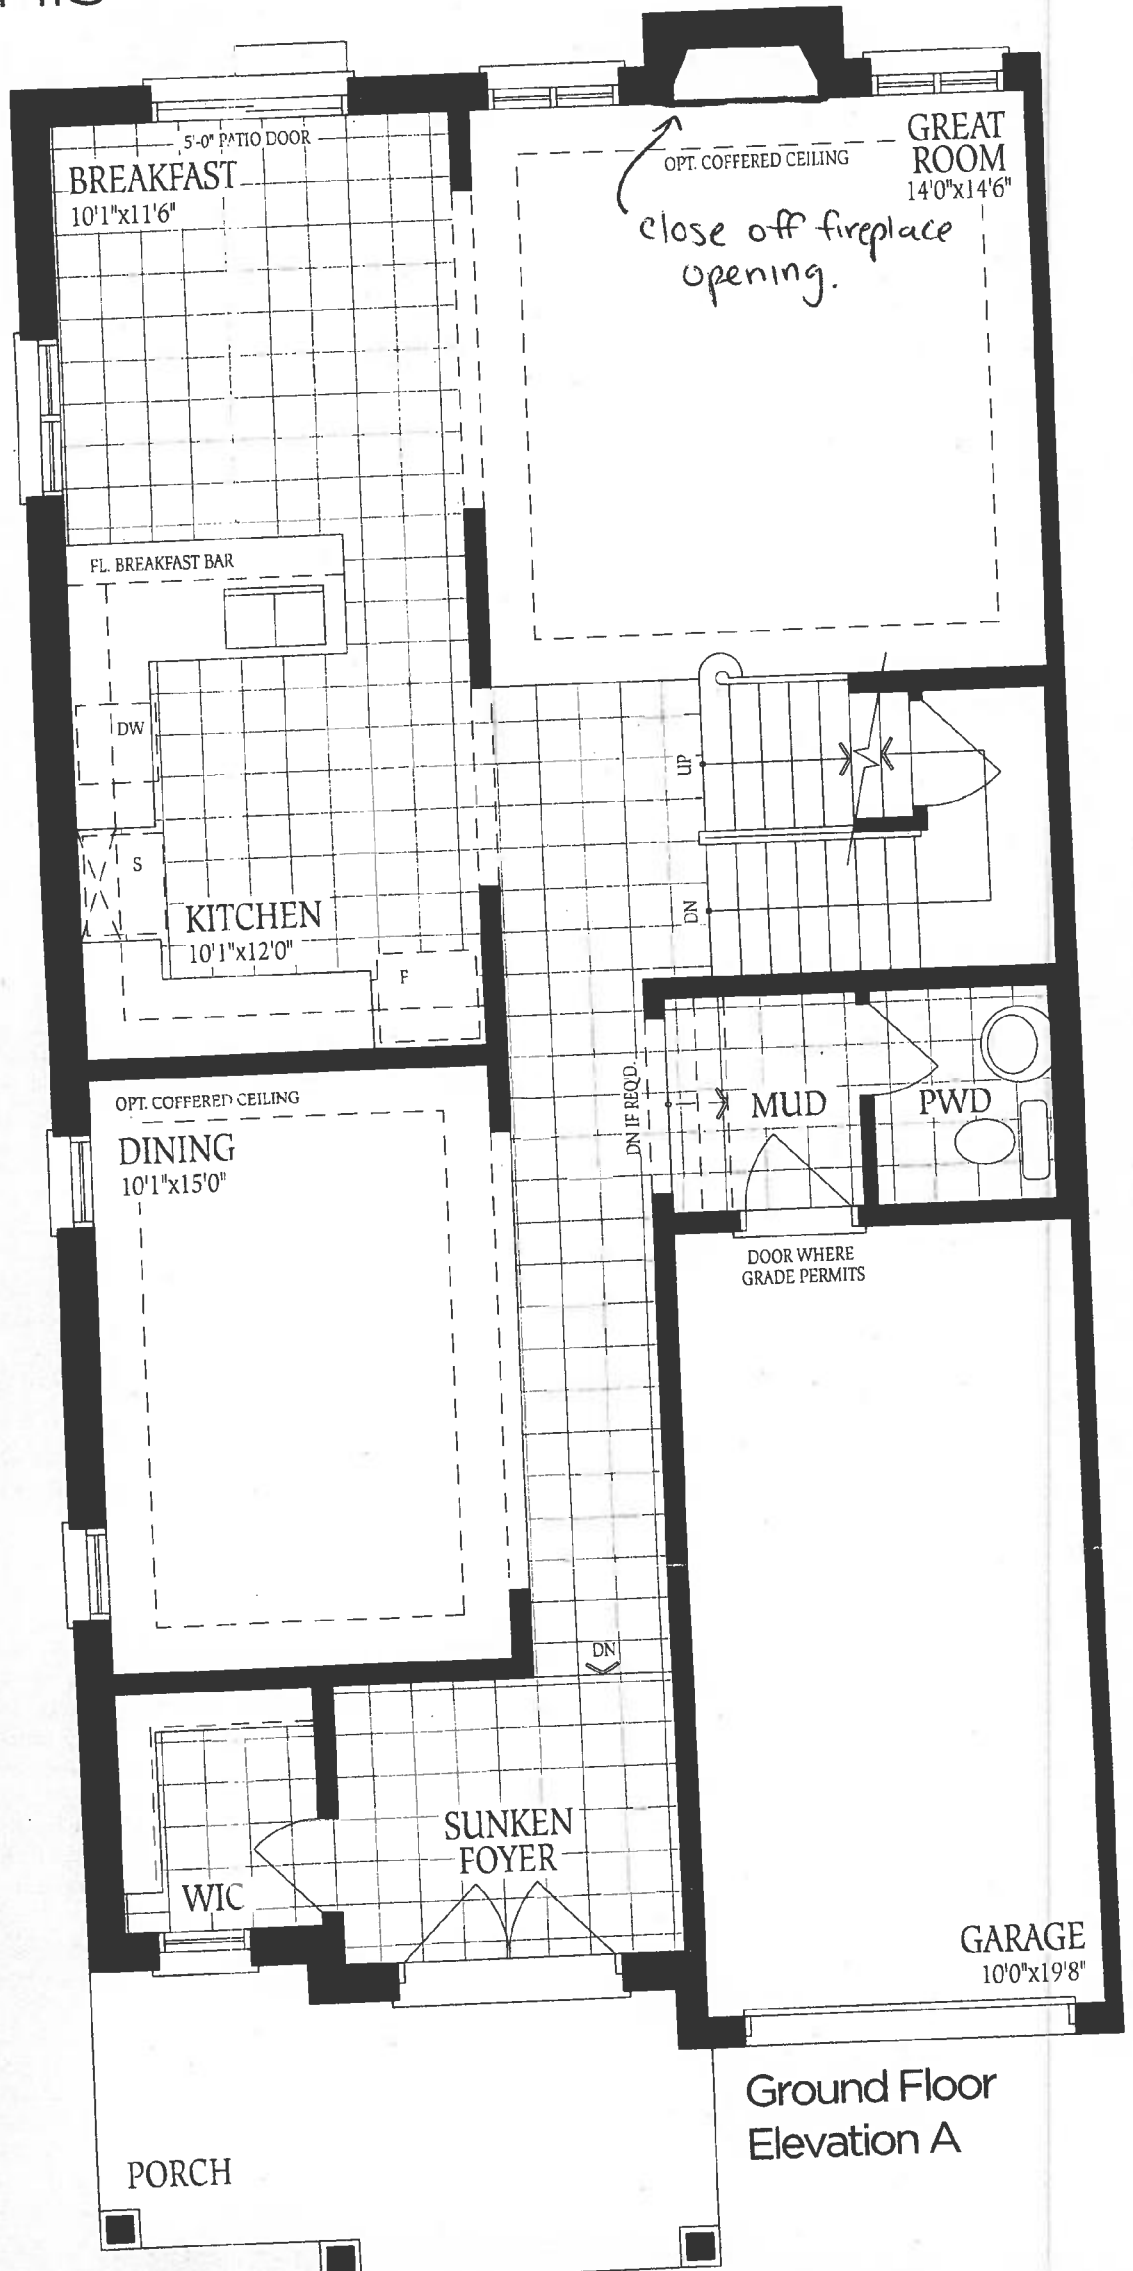 5'-0" PATIO DOOR
BREAKFAST
10'1"x11'6"
GREAT
ROOM
14'0"x14'6"
OPT. COFFERED CEILING
close off fireplace
opening.
FL. BREAKFAST BAR
DW
UP
S
DN
KITCHEN
10'1"x12'0"
F
OPT. COFFERED CEILING
DINING
10'1"x15'0"
DN IF REQ'D.
MUD
PWD
DOOR WHERE
GRADE PERMITS
DN
SUNKEN
FOYER
WIC
GARAGE
10'0"x19'8"
Ground Floor
Elevation A
PORCH